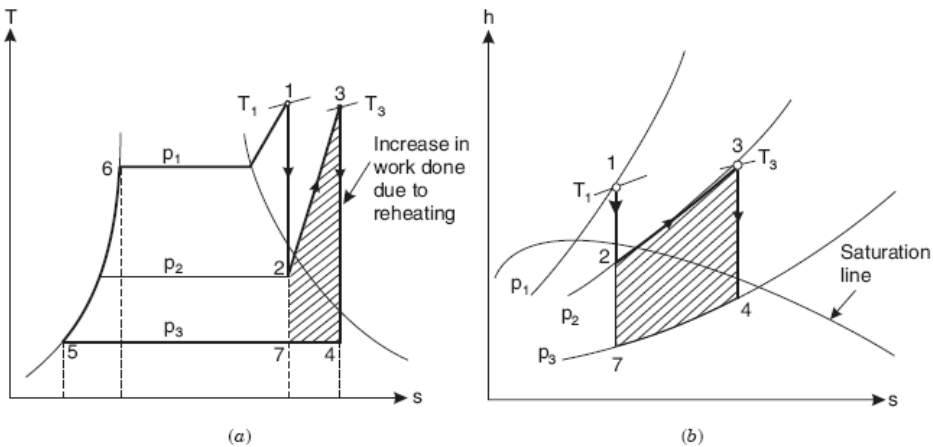 T
1
3
T1
T3
p1
6
Increase in
work done
due to
reheating
p2
2
p3
5
7
4
s
(a)
h
1
3
T1
T3
2
p1
p2
4
Saturation
line
p3
7
s
(b)